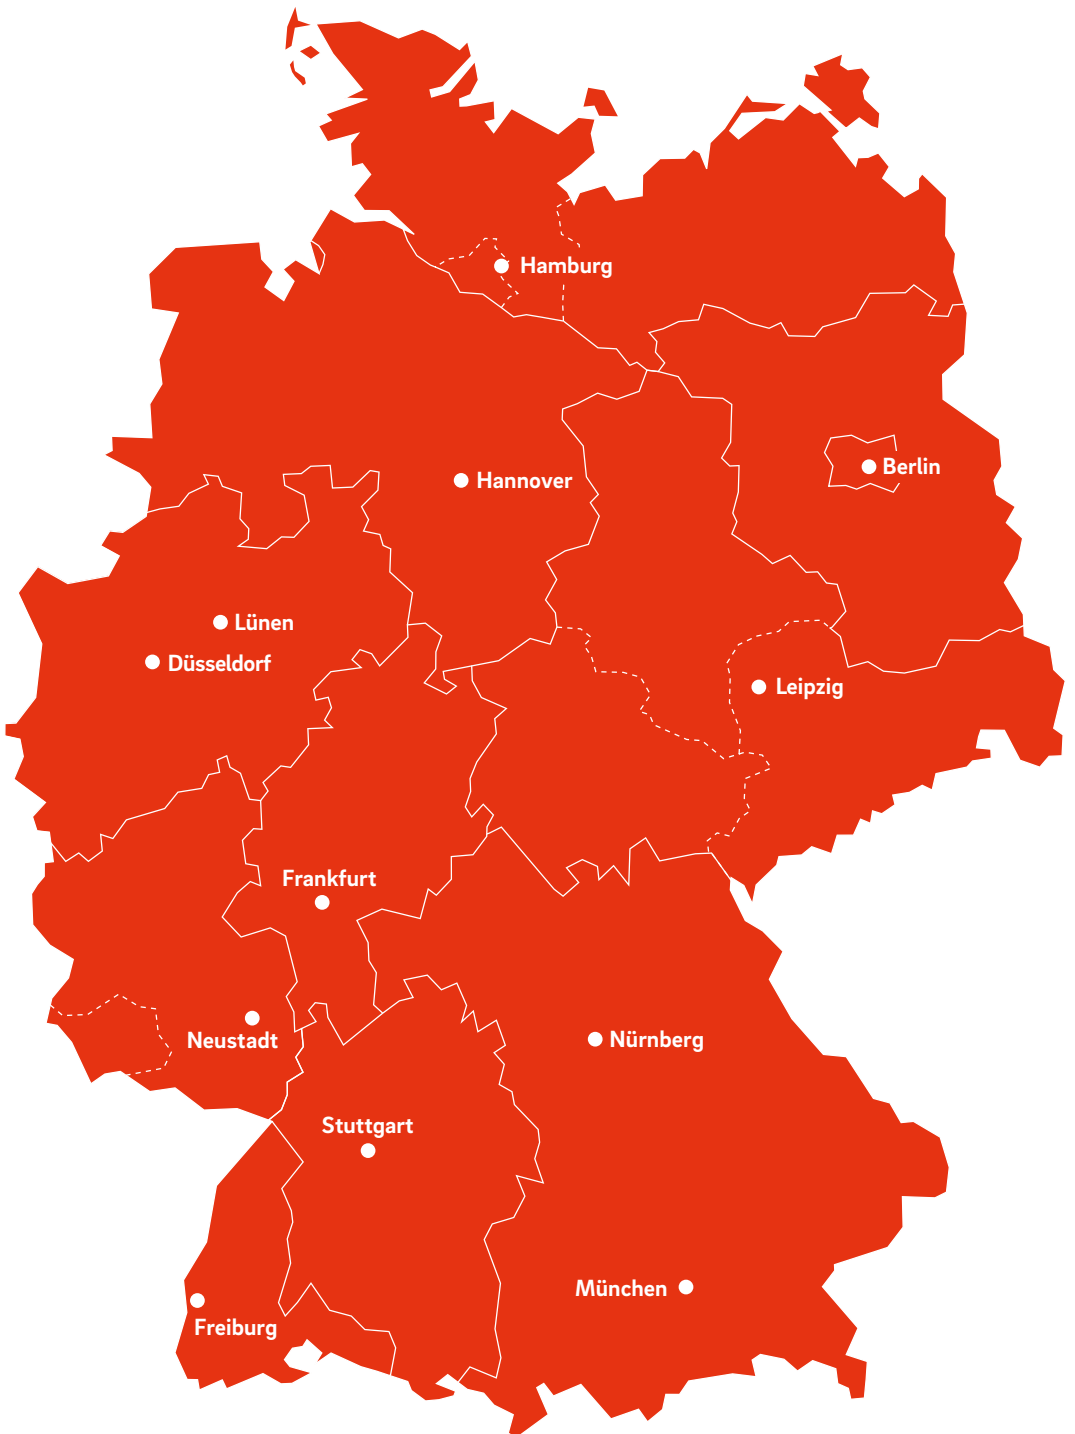 Hamburg
Berlin
Hannover
Lünen
Düsseldorf
Leipzig
Frankfurt
Neustadt
Nürnberg
Stuttgart
München
Freiburg